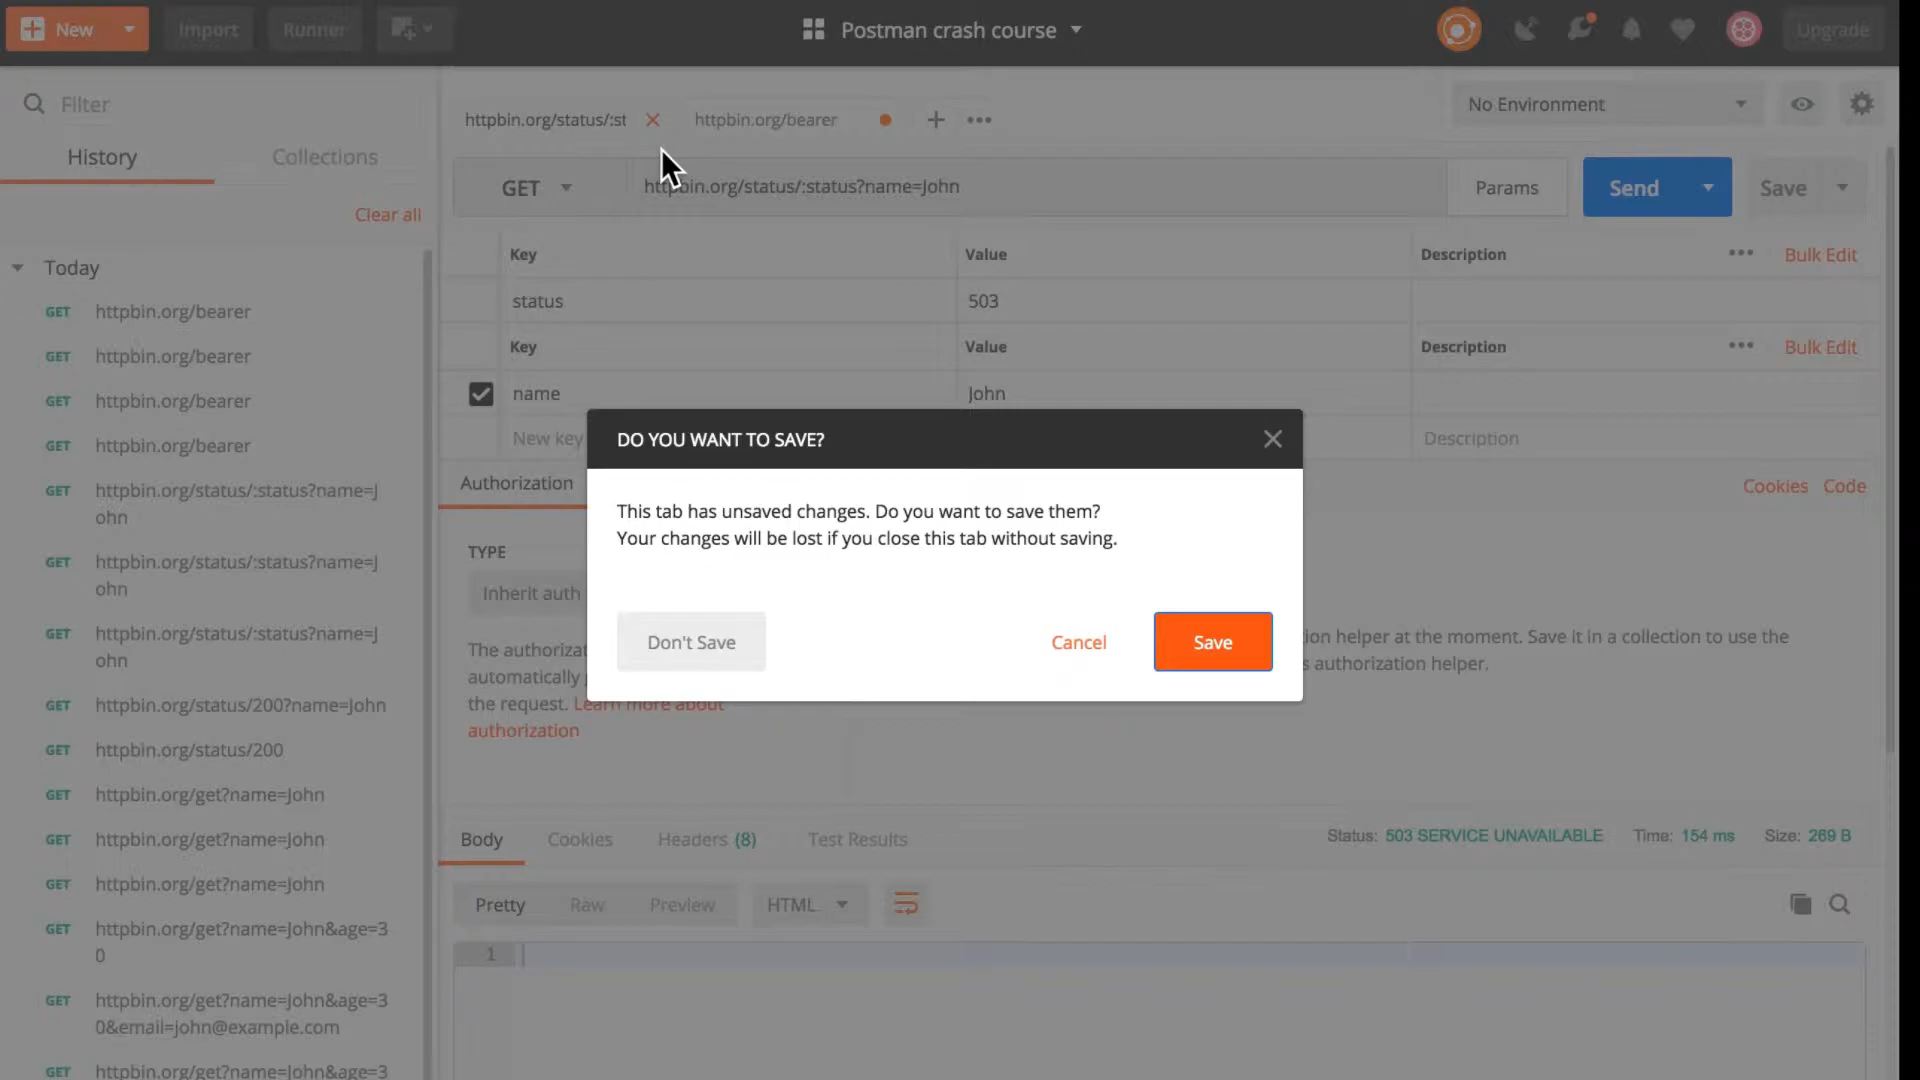 New
Import
Runner
Postman crash course
Upgrade
Filter
History
Collections
Clear all
Today
GET httpbin.org/bearer
GET httpbin.org/bearer
GET httpbin.org/bearer
GET httpbin.org/bearer
GET httpbin.org/status/:status?name=J
ohn
GET httpbin.org/status/:status?name=J
ohn
GET httpbin.org/status/:status?name=J
ohn
GET httpbin.org/status/200?name=John
GET httpbin.org/status/200
GET httpbin.org/get?name=John
GET httpbin.org/get?name=John
GET httpbin.org/get?name=John
GET httpbin.org/get?name=John&age=3
0
GET httpbin.org/get?name=John&age=3
0&email=john@example.com
GET httpbin.org/get?name=John&age=3
httpbin.org/status/:st
httpbin.org/bearer
No Environment
GET
httpbin.org/status/:status?name=John
Params
Send
Save
Key Value Description Bulk Edit
status 503
Key Value Description Bulk Edit
name John
New key Description
Authorization
Cookies Code
TYPE
Inherit auth
The authoriza
automatically
the request. Learn more about
authorization
ion helper at the moment. Save it in a collection to use the
s authorization helper.
DO YOU WANT TO SAVE?
This tab has unsaved changes. Do you want to save them?
Your changes will be lost if you close this tab without saving.
Don't Save
Cancel
Save
Body Cookies Headers (8) Test Results
Status: 503 SERVICE UNAVAILABLE Time: 154 ms Size: 269 B
Pretty Raw Preview HTML
1